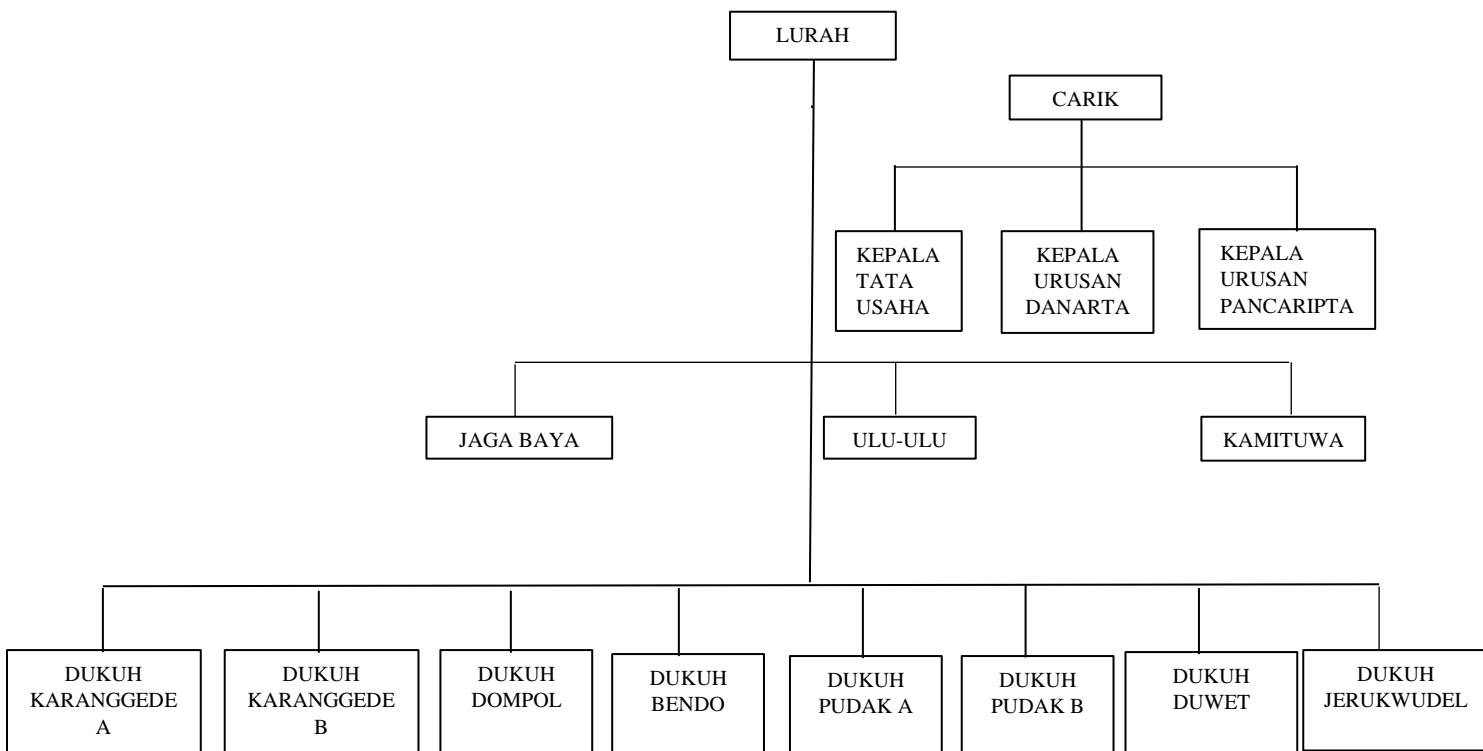 LURAH
CARIK
KEPALA
TATA
USAHA
KEPALA
URUSAN
DANARTA
KEPALA
URUSAN
PANCARIPTA
JAGA BAYA
ULU-ULU
KAMITUWA
DUKUH
KARANGGEDE
A
DUKUH
KARANGGEDE
B
DUKUH
DOMPOL
DUKUH
BENDO
DUKUH
PUDAK A
DUKUH
PUDAK B
DUKUH
DUWET
DUKUH
JERUKWUDEL